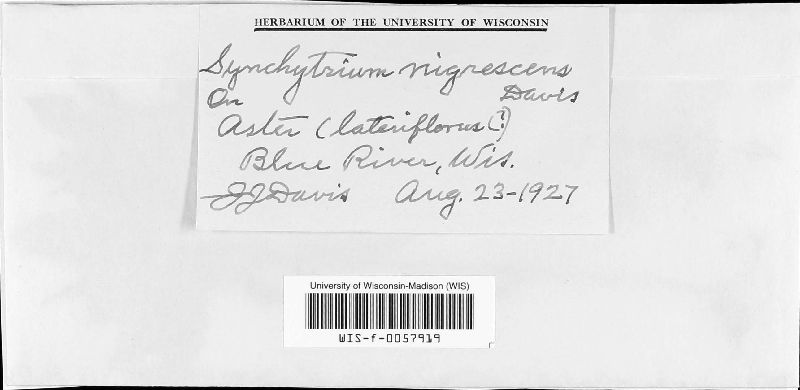 HERBARIUM OF THE UNIVERSITY OF WISCONSIN
Synchytrium nigrescens
Davis
On
Aster (lateriflorus (?)
Blue River, Wis.
JJDavis Aug. 23-1927
University of Wisconsin-Madison (WIS)
WIS-f-0057919